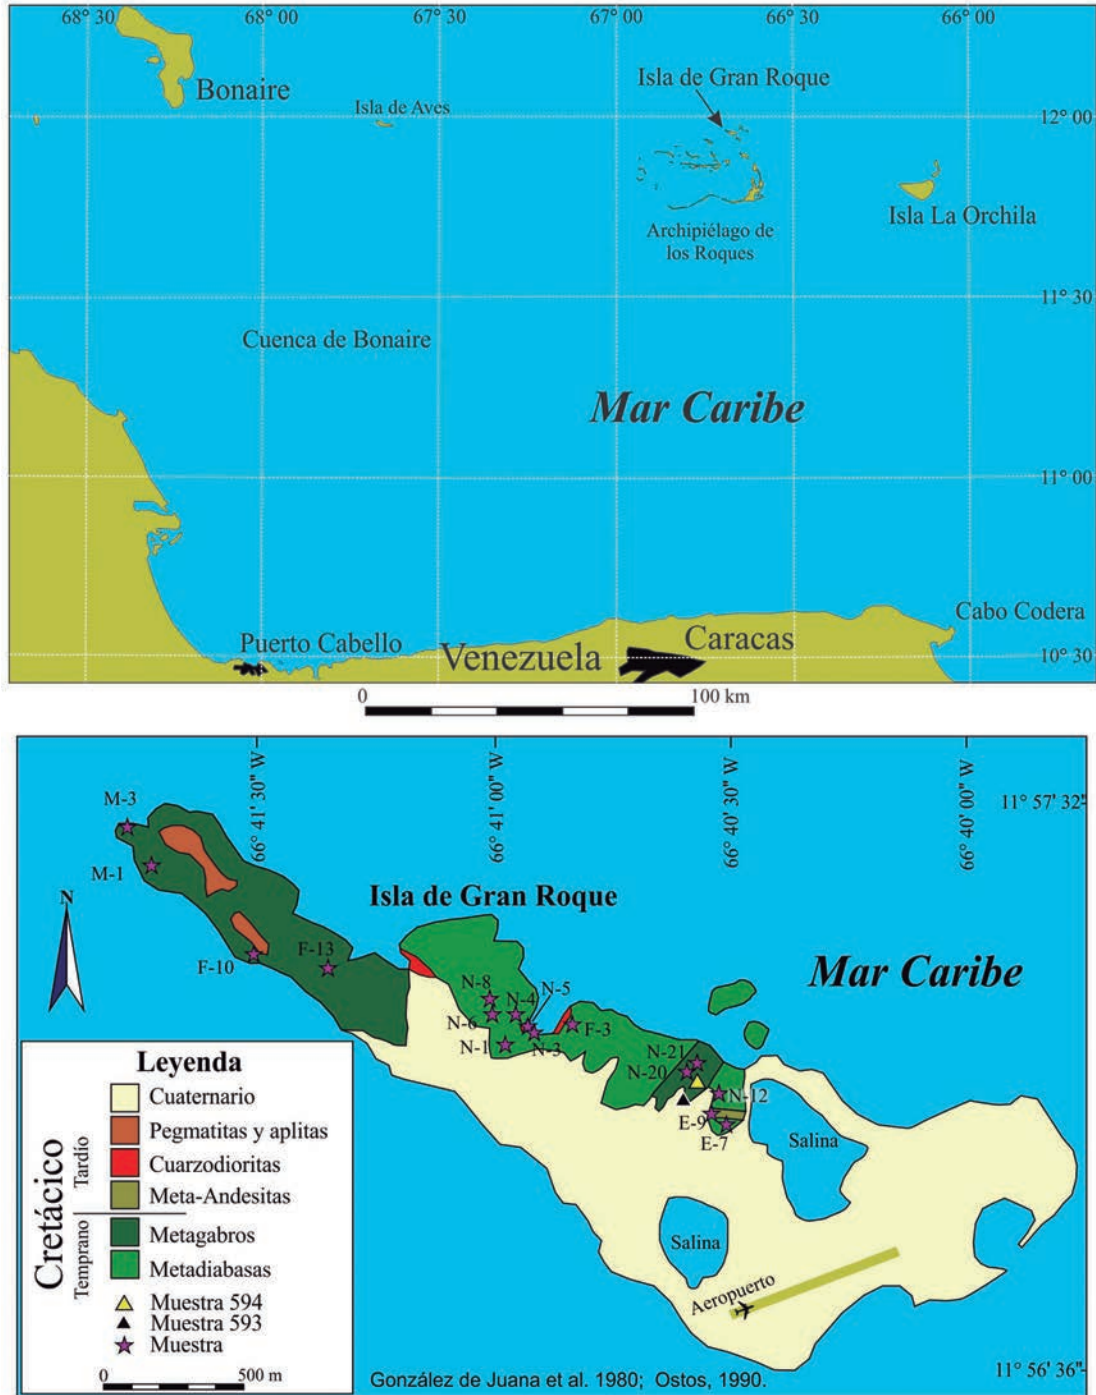 68° 30
68° 00
67° 30
67° 00
66° 30
66° 00
Bonaire
Isla de Aves
Isla de Gran Roque
12° 00
Isla La Orchila
Archipiélago de
los Roques
11° 30
Cuenca de Bonaire
Mar Caribe
11° 00
Cabo Codera
Puerto Cabello
Venezuela
Caracas
10° 30
0
100 km
66° 41' 30" W
66° 41' 00" W
66° 40' 30" W
66° 40' 00" W
11° 57' 32"
M-3
M-1
N
Isla de Gran Roque
Mar Caribe
F-10
F-13
N-8
N-4
N-5
N-6
N-1
N-3
F-3
N-21
N-20
N-12
E-9
E-7
Salina
Salina
Aeropuerto
Leyenda
Cuaternario
Pegmatitas y aplitas
Cuarzodioritas
Meta-Andesitas
Metagabros
Metadiabasas
Cretácico
Tardío
Temprano
Muestra 594
Muestra 593
Muestra
0
500 m
González de Juana et al. 1980; Ostos, 1990.
11° 56' 36"